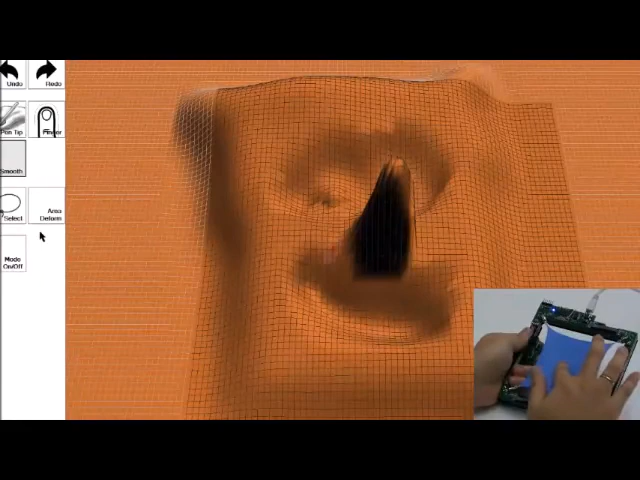 Undo
Redo
Pen Tip
Finger
Smooth
Select
Area
Deform
Mode
On/Off